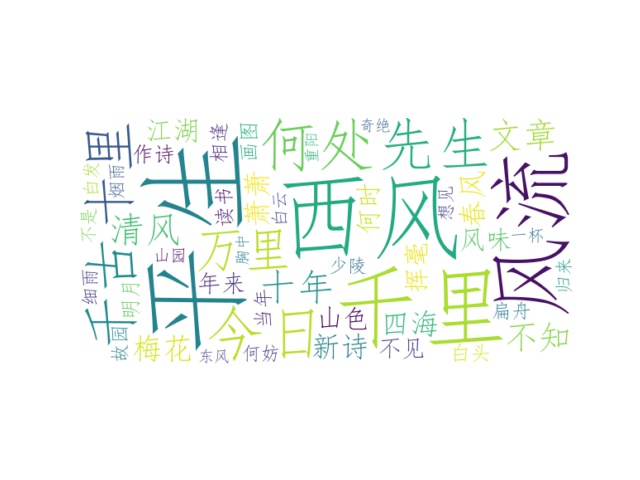 江湖
作诗
相逢
画图
何处
重阳
奇绝
先生
文章
十里
白发
烟雨
不是
平生
读书
萧萧
白云
西风
何时
想见
春风
风流
清风
万里
胸中
少陵
挥毫
风味
一杯
归来
千古
细雨
明月
山园
年来
十年
千里
山色
四海
扁舟
不知
故园
梅花
东风
今日
当年
何妨
新诗
不见
白头